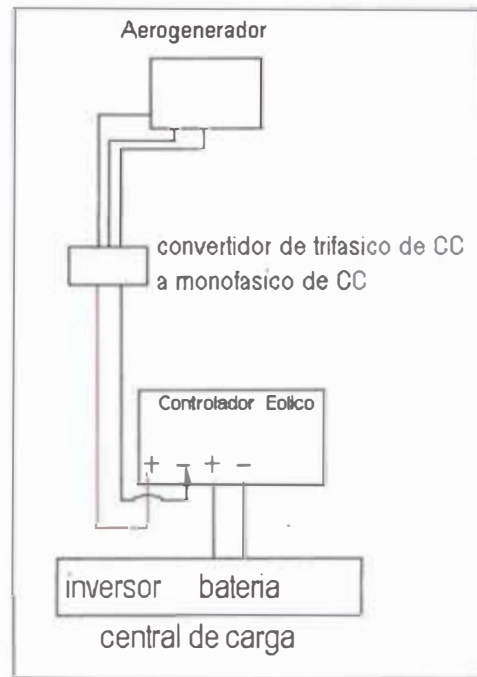 Aerogenerador
convertidor de trifasico de CC
a monofasico de CC
Controlador Eolico
+ - + -
inversor bateria
central de carga